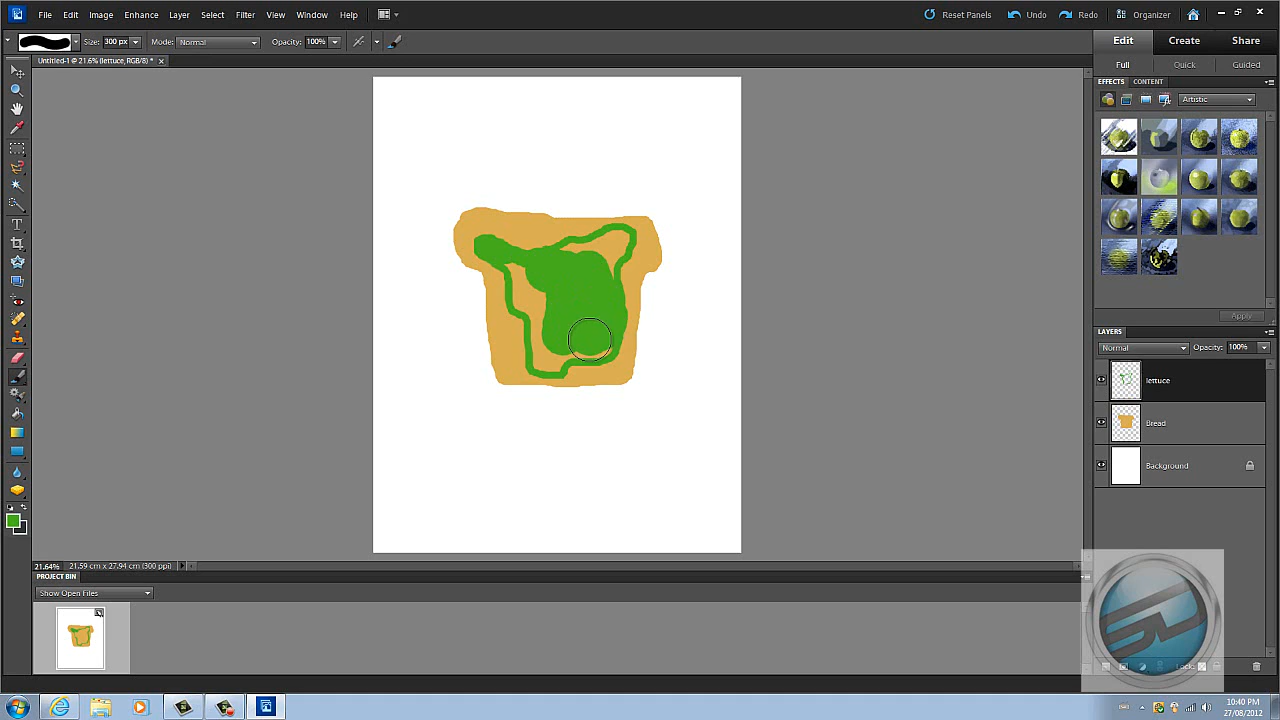 File Edit Image Enhance Layer Select Filter View Window Help
Reset Panels Undo Redo Organizer
Size: 300 px Mode: Normal Opacity: 100%
Edit Create Share
Untitled-1 @ 21.6% (lettuce, RGB/8) *
Full Quick Guided
EFFECTS CONTENT
Artistic
Apply
LAYERS
Normal Opacity: 100%
lettuce
Bread
Background
21.64% 21.59 cm x 27.94 cm (300 ppi)
PROJECT BIN
Show Open Files
Lock:
10:40 PM
27/08/2012